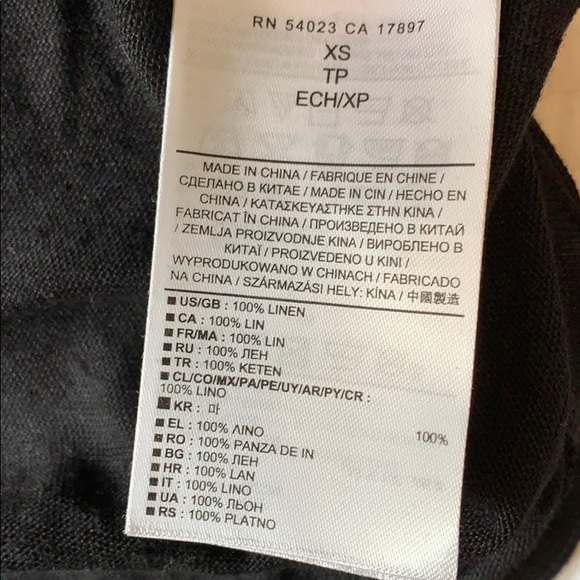 RN 54023 CA 17897
XS
TP
ECH/XP
MADE IN CHINA / FABRIQUE EN CHINE /
СДЕЛАНО В КИТАЕ / MADE IN CIN / HECHO EN
CHINA / ΚΑΤΑΣΚΕΥΑΣΤΗΚΕ ΣΤΗΝ ΚΙΝΑ /
FABRICAT ÎN CHINA / ПРОИЗВЕДЕНО В КИТАЙ
/ ZEMLJA PROIZVODNJE KINA / ВИРОБЛЕНО В
КИТАЇ / PROIZVEDENO U KINI /
WYPRODUKOWANO W CHINACH / FABRICADO
NA CHINA / SZÁRMAZÁSI HELY: KÍNA / 中國製造
■ US/GB : 100% LINEN
■ CA : 100% LIN
■ FR/MA : 100% LIN
■ RU : 100% ЛЕН
■ TR : 100% KETEN
■ CL/CO/MX/PA/PE/UY/AR/PY/CR :
100% LINO
■ KR : 마 100%
■ EL : 100% ΛΙΝΟ
■ RO : 100% PANZA DE IN
■ BG : 100% ЛЕН
■ HR : 100% LAN
■ IT : 100% LINO
■ UA : 100% ЛЬОН
■ RS : 100% PLATNO